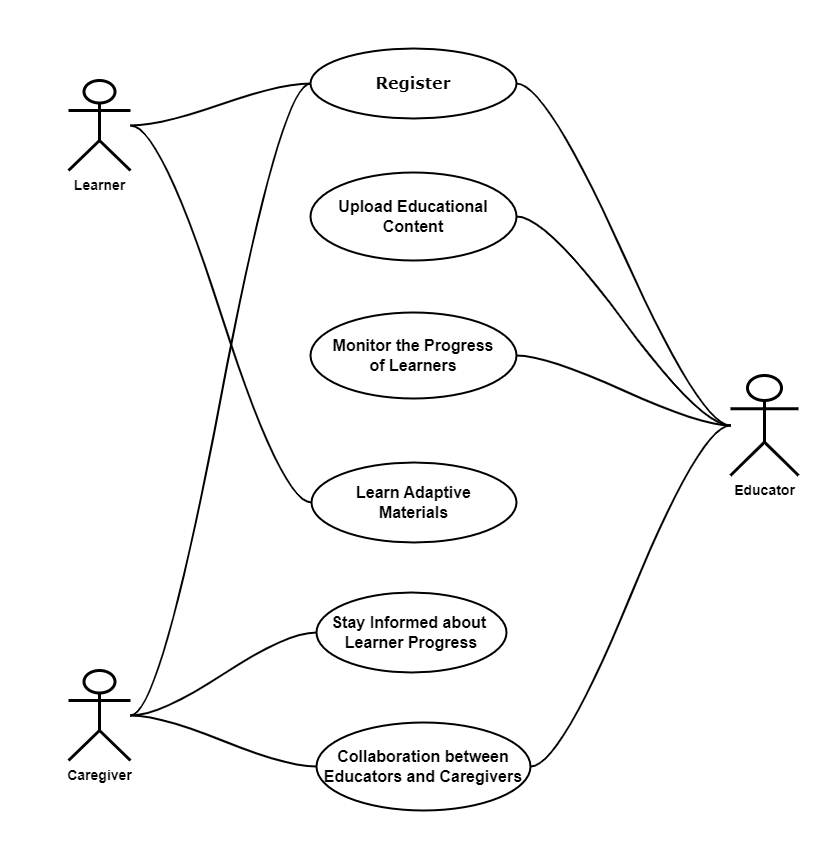 Register
Learner
Upload Educational
Content
Monitor the Progress
of Learners
Educator
Learn Adaptive
Materials
Stay Informed about
Learner Progress
Caregiver
Collaboration between
Educators and Caregivers